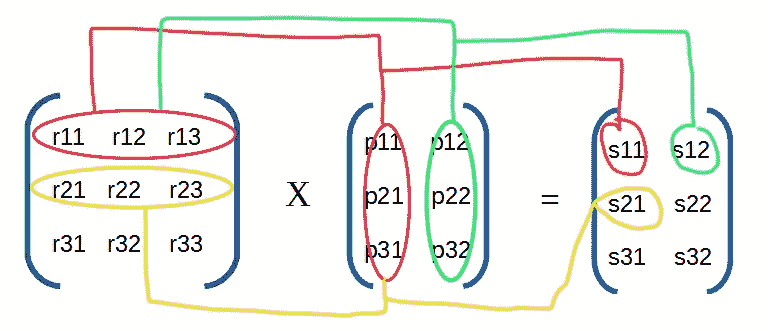 r11 r12 r13 p11 p12 s11 s12
r21 r22 r23 X p21 p22 = s21 s22
r31 r32 r33 p31 p32 s31 s32